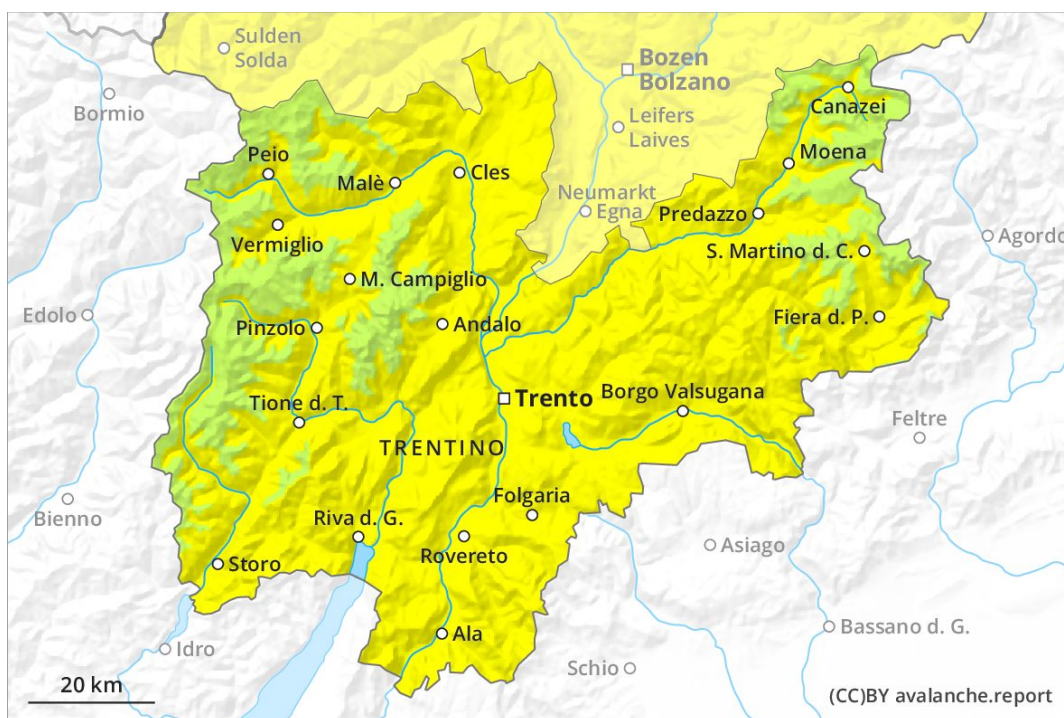 Sulden
Solda
Bozen
Bolzano
Bormio
Canazei
Leifers
Laives
Peio
Moena
Malè
Cles
Neumarkt
Egna
Predazzo
Vermiglio
Agordo
S. Martino d. C.
M. Campiglio
Edolo
Pinzolo
Andalo
Fiera d. P.
Trento
Borgo Valsugana
Tione d. T.
Feltre
TRENTINO
Bienno
Folgaria
Riva d. G.
Asiago
Rovereto
Storo
Bassano d. G.
Ala
Idro
Schio
20 km
(CC)BY avalanche.report